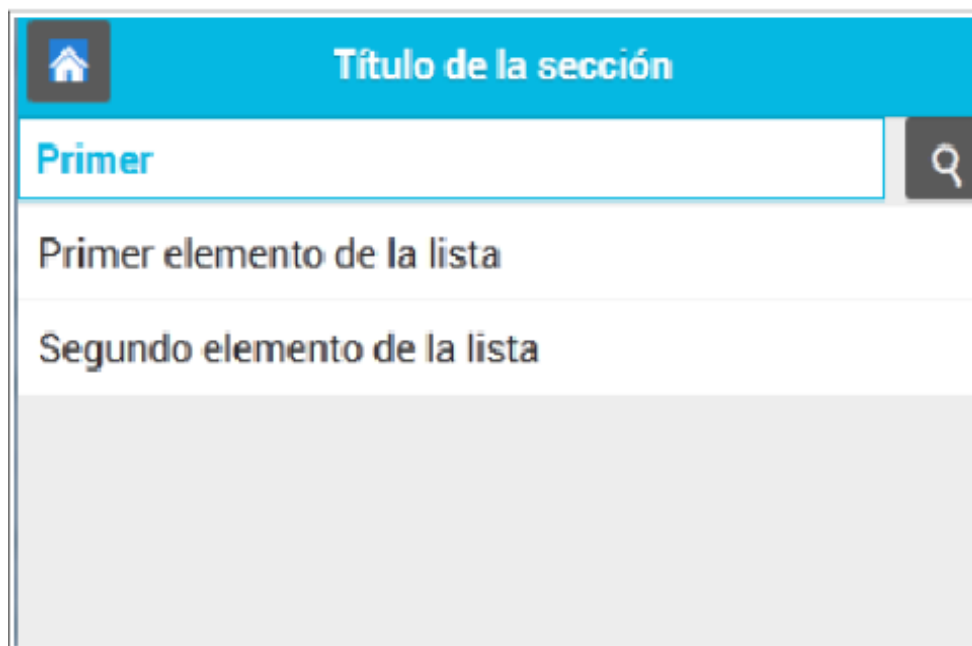 Título de la sección
Primer
Primer elemento de la lista
Segundo elemento de la lista